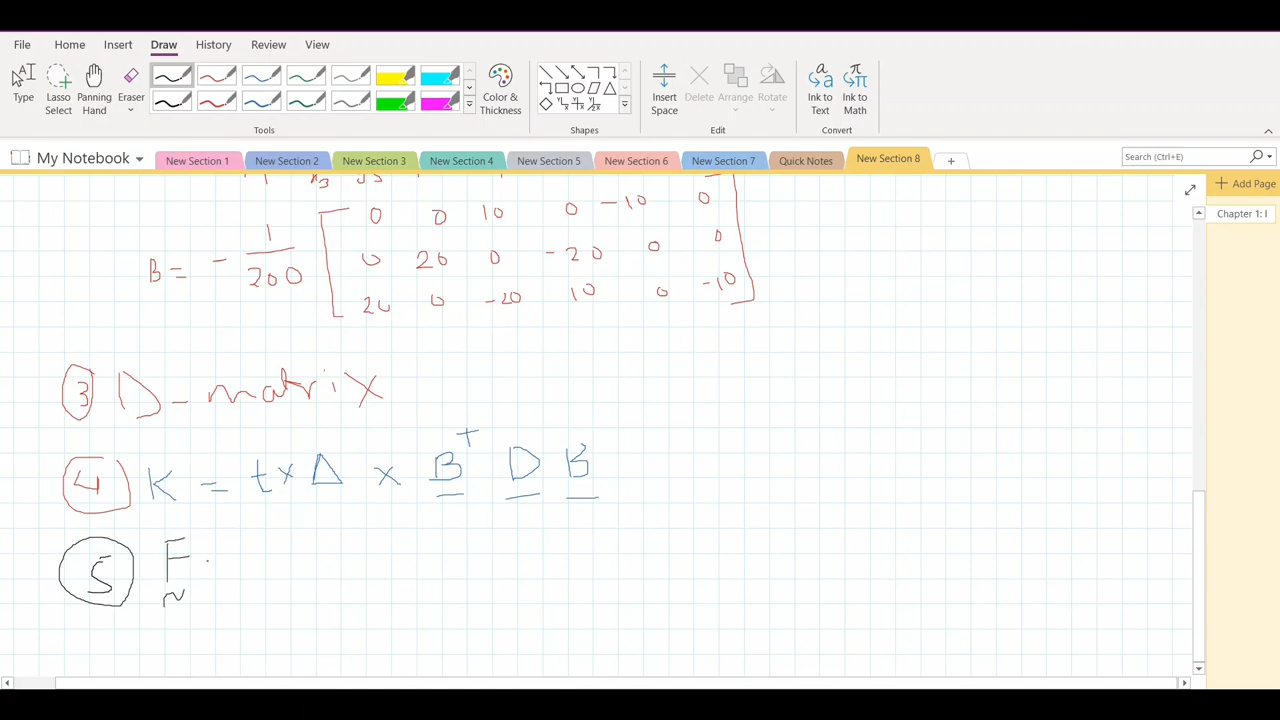 File Home Insert Draw History Review View
Type Lasso Select Panning Hand Eraser Color & Thickness Insert Space Delete Arrange Rotate Ink to Text Ink to Math
Tools Shapes Edit Convert
My Notebook New Section 1 New Section 2 New Section 3 New Section 4 New Section 5 New Section 6 New Section 7 Quick Notes New Section 8 Search (Ctrl+E)
Add Page
Chapter 1: I
0 0 10 0 -10 0
B = - 1/200 0 20 0 -20 0 0
20 0 -20 10 0 -10
3 D-matrix
4 K = t × Δ × B^T D B
5 F